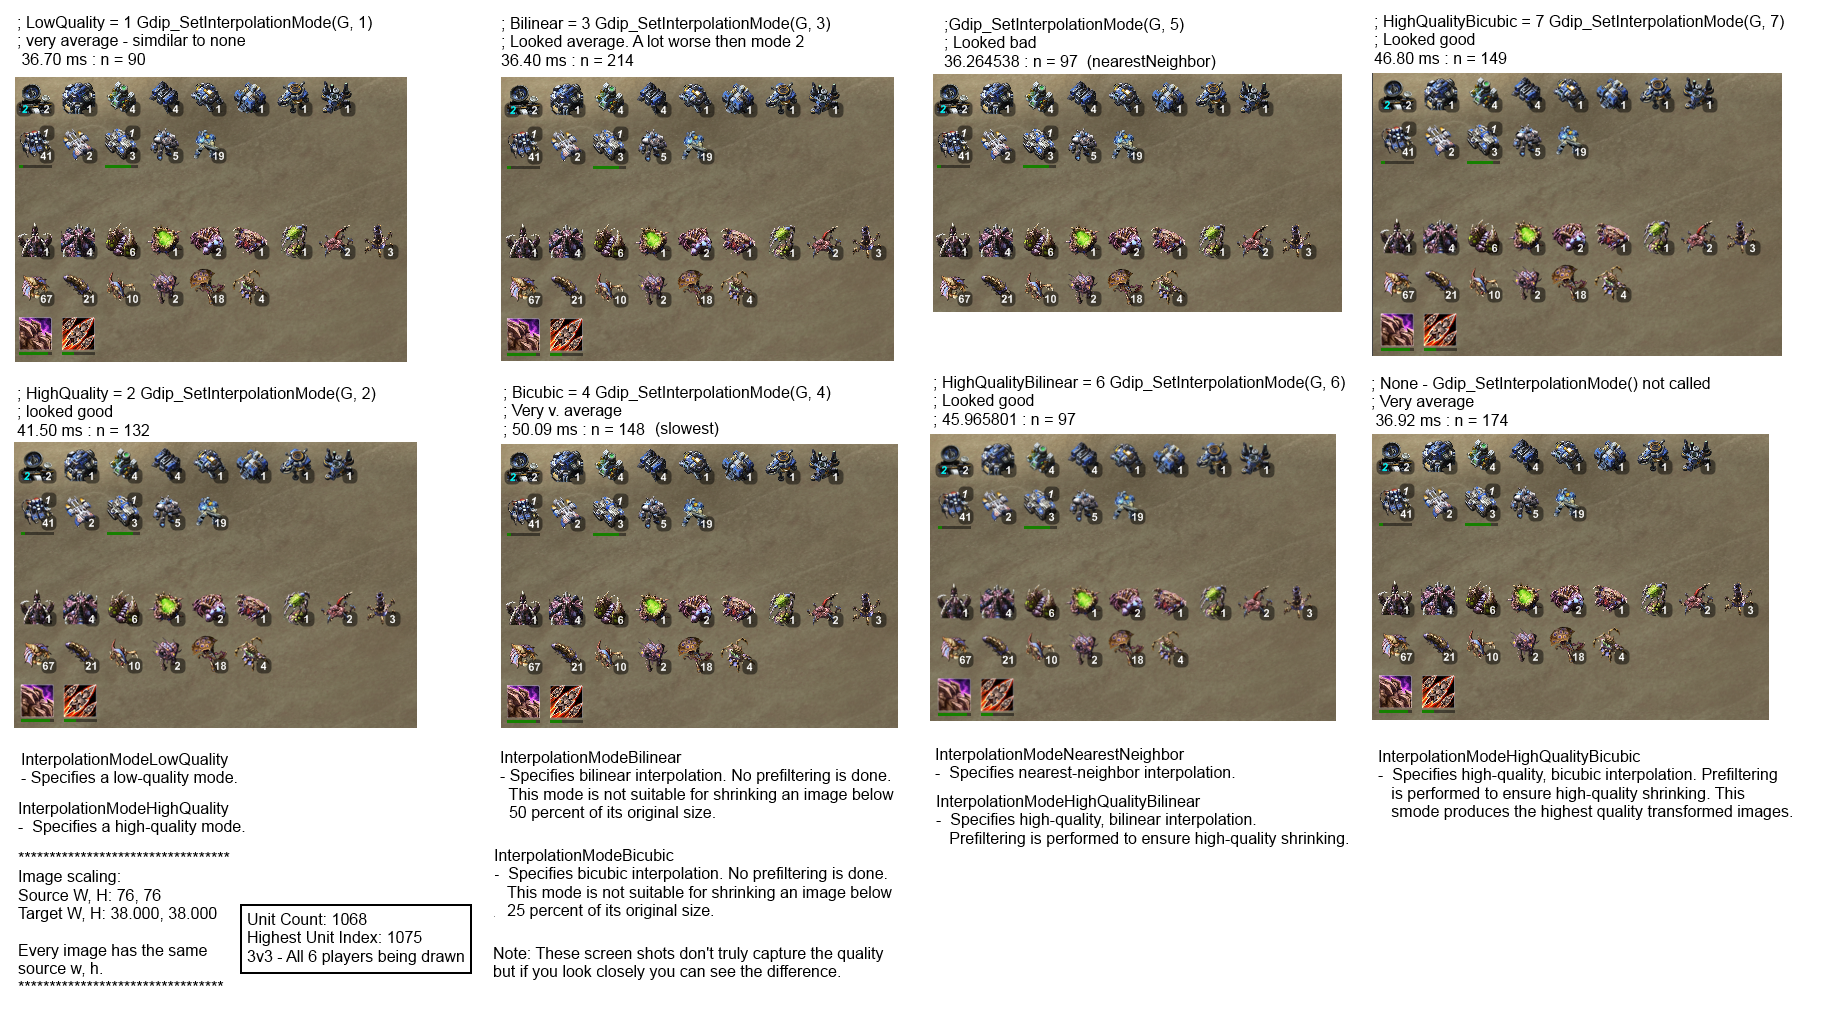 ; LowQuality = 1 Gdip_SetInterpolationMode(G, 1)
; very average - simdilar to none
36.70 ms : n = 90
Z 2 1 4 4 1 1 1 1
1 1
41 2 3 5 19
1 4 6 1 2 1 1 2 3
67 21 10 2 18 4
; HighQuality = 2 Gdip_SetInterpolationMode(G, 2)
; looked good
41.50 ms : n = 132
Z 2 1 4 4 1 1 1 1
1 1
41 2 3 5 19
1 4 6 1 2 1 1 2 3
67 21 10 2 18 4
InterpolationModeLowQuality
- Specifies a low-quality mode.
InterpolationModeHighQuality
- Specifies a high-quality mode.
**********************************
Image scaling:
Source W, H: 76, 76
Target W, H: 38.000, 38.000
Every image has the same
source w, h.
*********************************
Unit Count: 1068
Highest Unit Index: 1075
3v3 - All 6 players being drawn
; Bilinear = 3 Gdip_SetInterpolationMode(G, 3)
; Looked average. A lot worse then mode 2
36.40 ms : n = 214
Z 2 1 4 4 1 1 1 1
1 1
41 2 3 5 19
1 4 6 1 2 1 1 2 3
67 21 10 2 18 4
; Bicubic = 4 Gdip_SetInterpolationMode(G, 4)
; Very v. average
; 50.09 ms : n = 148 (slowest)
Z 2 1 4 4 1 1 1 1
1 1
41 2 3 5 19
1 4 6 1 2 1 1 2 3
67 21 10 2 18 4
InterpolationModeBilinear
- Specifies bilinear interpolation. No prefiltering is done.
This mode is not suitable for shrinking an image below
50 percent of its original size.
InterpolationModeBicubic
- Specifies bicubic interpolation. No prefiltering is done.
This mode is not suitable for shrinking an image below
25 percent of its original size.
Note: These screen shots don't truly capture the quality
but if you look closely you can see the difference.
;Gdip_SetInterpolationMode(G, 5)
; Looked bad
36.264538 : n = 97 (nearestNeighbor)
Z 2 1 4 4 1 1 1 1
1 1
41 2 3 5 19
1 4 6 1 2 1 1 2 3
67 21 10 2 18 4
; HighQualityBilinear = 6 Gdip_SetInterpolationMode(G, 6)
; Looked good
; 45.965801 : n = 97
Z 2 1 4 4 1 1 1 1
1 1
41 2 3 5 19
1 4 6 1 2 1 1 2 3
67 21 10 2 18 4
InterpolationModeNearestNeighbor
- Specifies nearest-neighbor interpolation.
InterpolationModeHighQualityBilinear
- Specifies high-quality, bilinear interpolation.
Prefiltering is performed to ensure high-quality shrinking.
; HighQualityBicubic = 7 Gdip_SetInterpolationMode(G, 7)
; Looked good
46.80 ms : n = 149
Z 2 1 4 4 1 1 1 1
1 1
41 2 3 5 19
1 4 6 1 2 1 1 2 3
67 21 10 2 18 4
; None - Gdip_SetInterpolationMode() not called
; Very average
36.92 ms : n = 174
Z 2 1 4 4 1 1 1 1
1 1
41 2 3 5 19
1 4 6 1 2 1 1 2 3
67 21 10 2 18 4
InterpolationModeHighQualityBicubic
- Specifies high-quality, bicubic interpolation. Prefiltering
is performed to ensure high-quality shrinking. This
smode produces the highest quality transformed images.